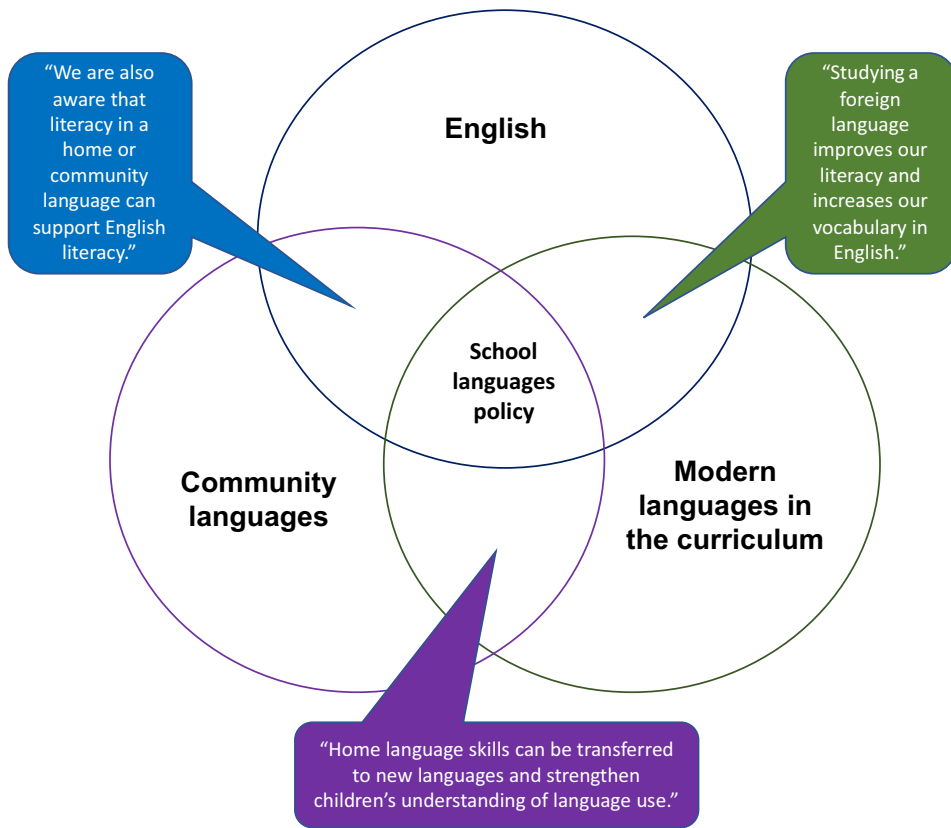 “We are also
aware that
literacy in a
home or
community
language can
support English
literacy.”
English
“Studying a
foreign
language
improves our
literacy and
increases our
vocabulary in
English.”
School
languages
policy
Community
languages
Modern
languages in
the curriculum
“Home language skills can be transferred
to new languages and strengthen
children’s understanding of language use.”